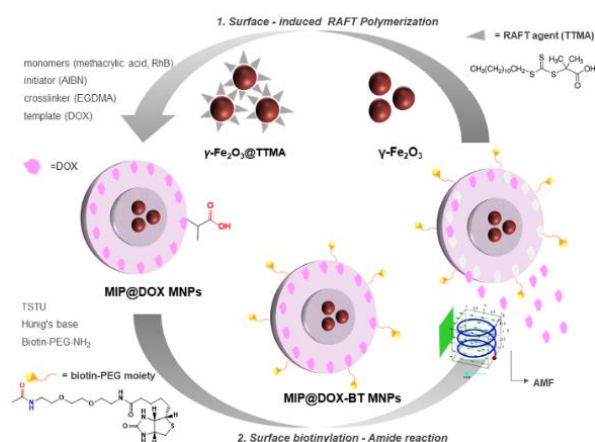 1. Surface - induced RAFT Polymerization
= RAFT agent (TTMA)
monomers (methacrylic acid, RhB)
initiator (AIBN)
crosslinker (EGDMA)
template (DOX)
CH3(CH2)10CH2 S S S H3C CH3 OH O
γ-Fe2O3@TTMA
γ-Fe2O3
=DOX
O OH
MIP@DOX MNPs
TSTU
Hünig's base
Biotin-PEG-NH2
= biotin-PEG moiety
MIP@DOX-BT MNPs
AMF
2. Surface biotinylation - Amide reaction